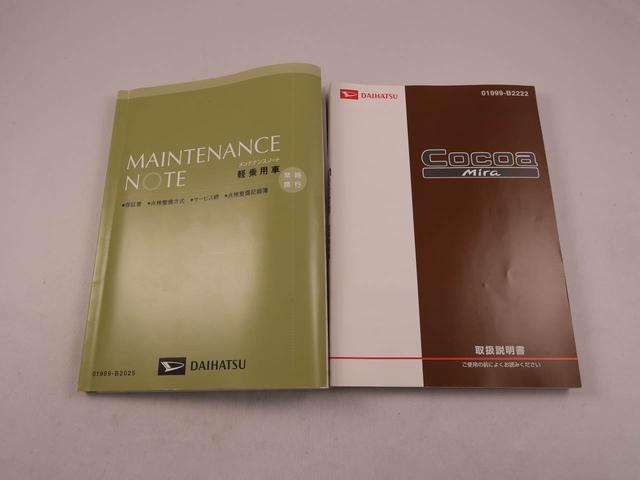 MAINTENANCE
NOTE
メンテナンスノート
軽乗用車
常時
携行
●保証書 ●点検整備方式 ●サービス網 ●点検整備記録簿
DAIHATSU
01999-B2025
DAIHATSU
01999-B2222
Cocoa
Mira
取扱説明書
ご使用の前によくお読みください